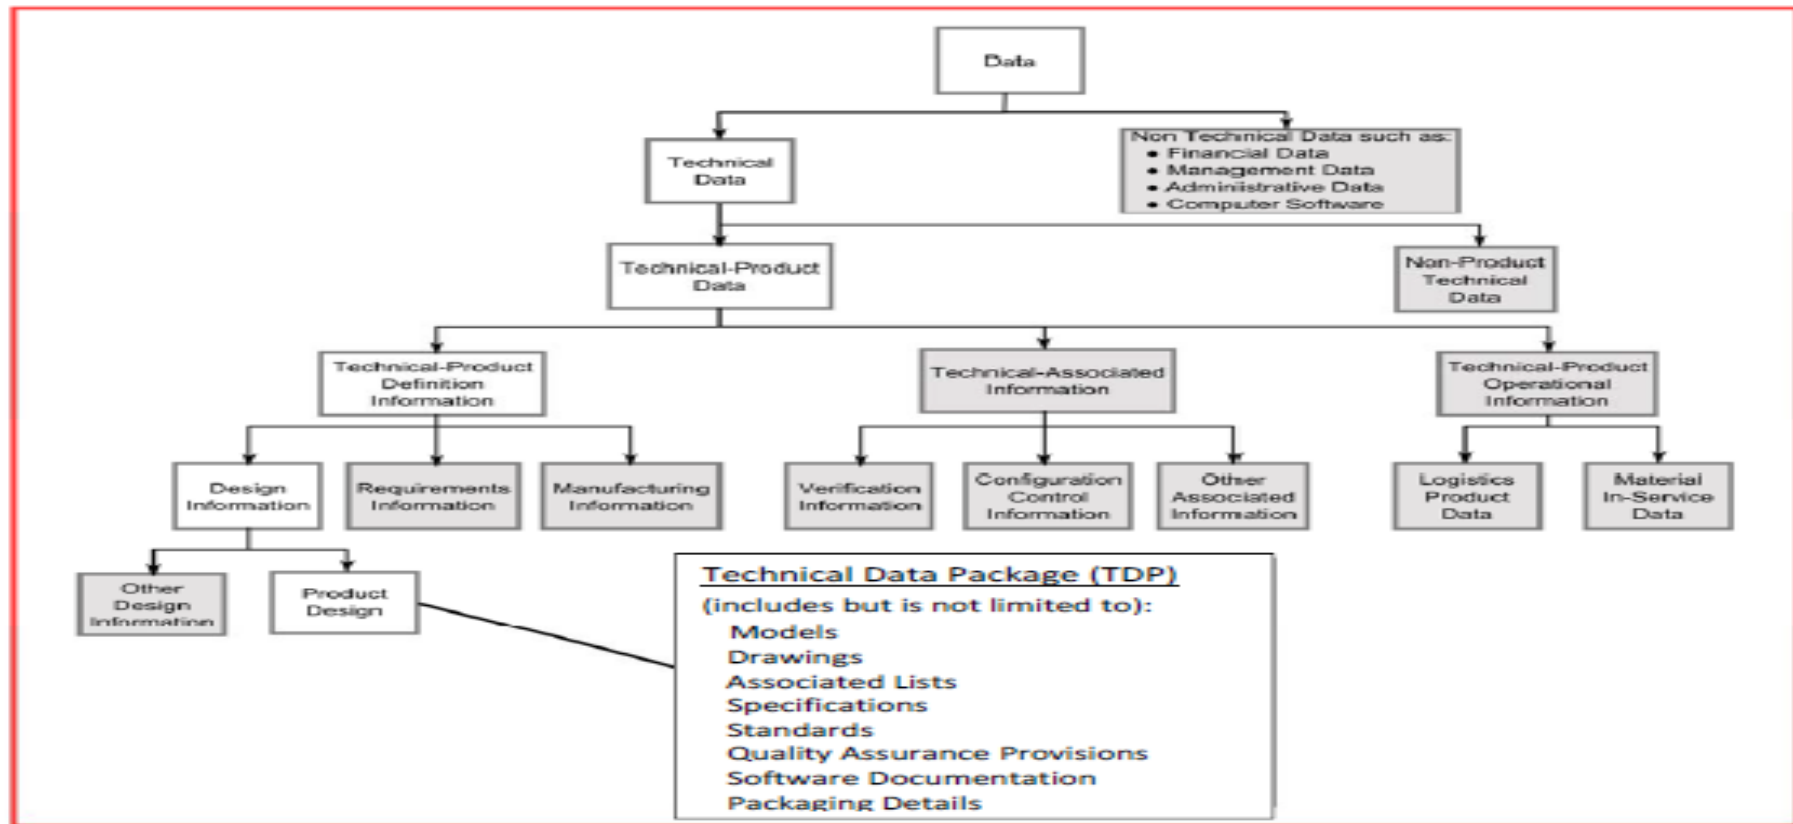 Data
Non Technical Data such as:
• Financial Data
• Management Data
• Administrative Data
• Computer Software
Technical
Data
Technical-Product
Data
Non-Product
Technical
Data
Technical-Product
Definition
Information
Technical-Associated
Information
Technical-Product
Operational
Information
Design
Information
Requirements
Information
Manufacturing
Information
Verification
Information
Configuration
Control
Information
Other
Associated
Information
Logistics
Product
Data
Material
In-Service
Data
Other
Design
Information
Product
Design
Technical Data Package (TDP)
(includes but is not limited to):
Models
Drawings
Associated Lists
Specifications
Standards
Quality Assurance Provisions
Software Documentation
Packaging Details